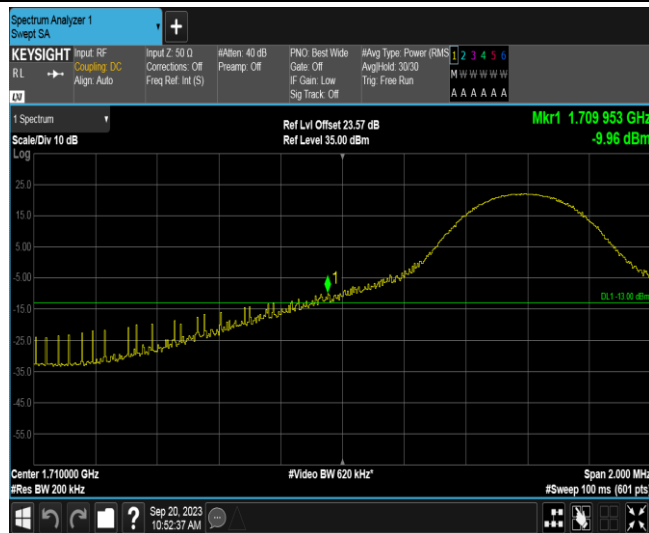 Spectrum Analyzer 1
Swept SA
+
KEYSIGHT
RL
LXI
Input: RF
Coupling: DC
Align: Auto
Input Z: 50 Ω
Corrections: Off
Freq Ref: Int (S)
#Atten: 40 dB
Preamp: Off
PNO: Best Wide
Gate: Off
IF Gain: Low
Sig Track: Off
#Avg Type: Power (RMS
Avg|Hold: 30/30
Trig: Free Run
1 2 3 4 5 6
M W W W W W
A A A A A A
1 Spectrum
Scale/Div 10 dB
Log
Ref Lvl Offset 23.57 dB
Ref Level 35.00 dBm
Mkr1 1.709 953 GHz
-9.96 dBm
25.0
15.0
5.00
-5.00
-15.0
-25.0
-35.0
-45.0
-55.0
1
DL1 -13.00 dBm
Center 1.710000 GHz
#Res BW 200 kHz
#Video BW 620 kHz*
Span 2.000 MHz
#Sweep 100 ms (601 pts)
?
Sep 20, 2023
10:52:37 AM